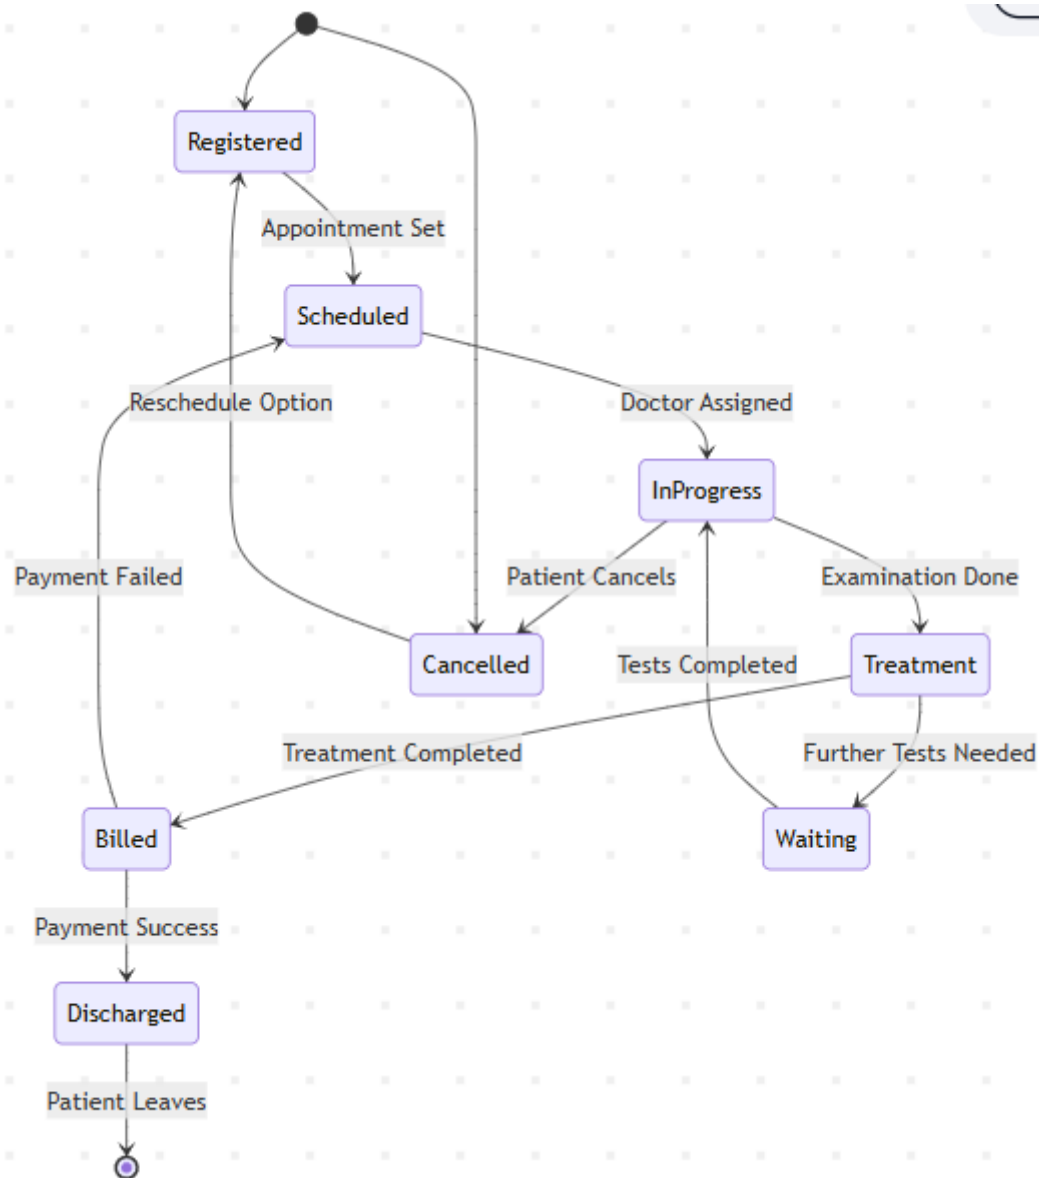 Registered
Appointment Set
Scheduled
Reschedule Option
Doctor Assigned
InProgress
Payment Failed
Patient Cancels
Examination Done
Cancelled
Tests Completed
Treatment
Treatment Completed
Further Tests Needed
Billed
Waiting
Payment Success
Discharged
Patient Leaves